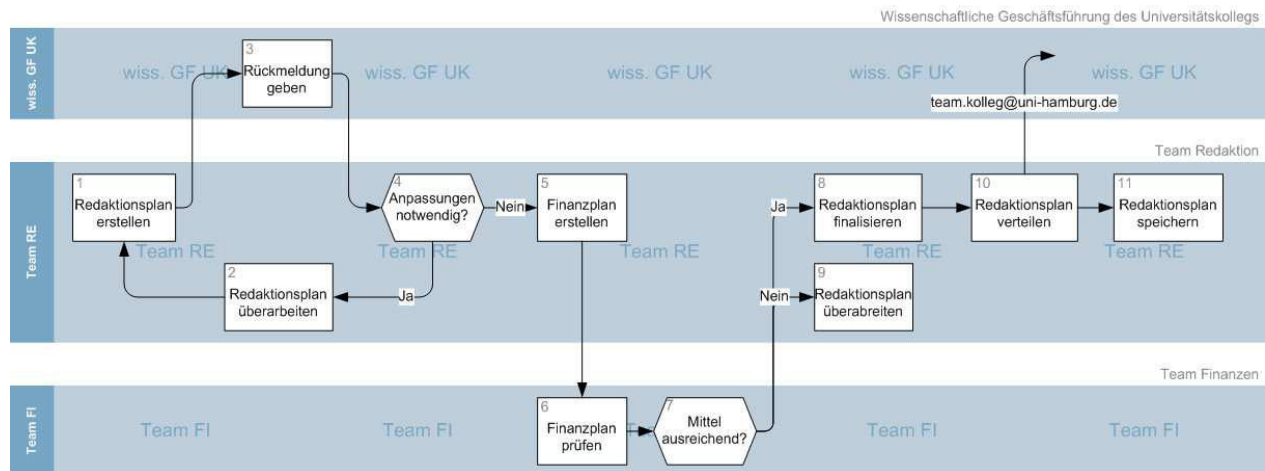 Wissenschaftliche Geschäftsführung des Universitätskollegs
wiss. GF UK
wiss. GF UK
wiss. GF UK
wiss. GF UK
wiss. GF UK
wiss. GF UK
3
Rückmeldung
geben
team.kolleg@uni-hamburg.de
Team Redaktion
Team RE
Team RE
Team RE
Team RE
Team RE
Team RE
1
Redaktionsplan
erstellen
4
Anpassungen
notwendig?
Nein
5
Finanzplan
erstellen
Ja
8
Redaktionsplan
finalisieren
10
Redaktionsplan
verteilen
11
Redaktionsplan
speichern
2
Redaktionsplan
überarbeiten
Ja
Nein
9
Redaktionsplan
überabreiten
Team Finanzen
Team FI
Team FI
Team FI
6
Finanzplan
prüfen
7
Mittel
ausreichend?
Team FI
Team FI